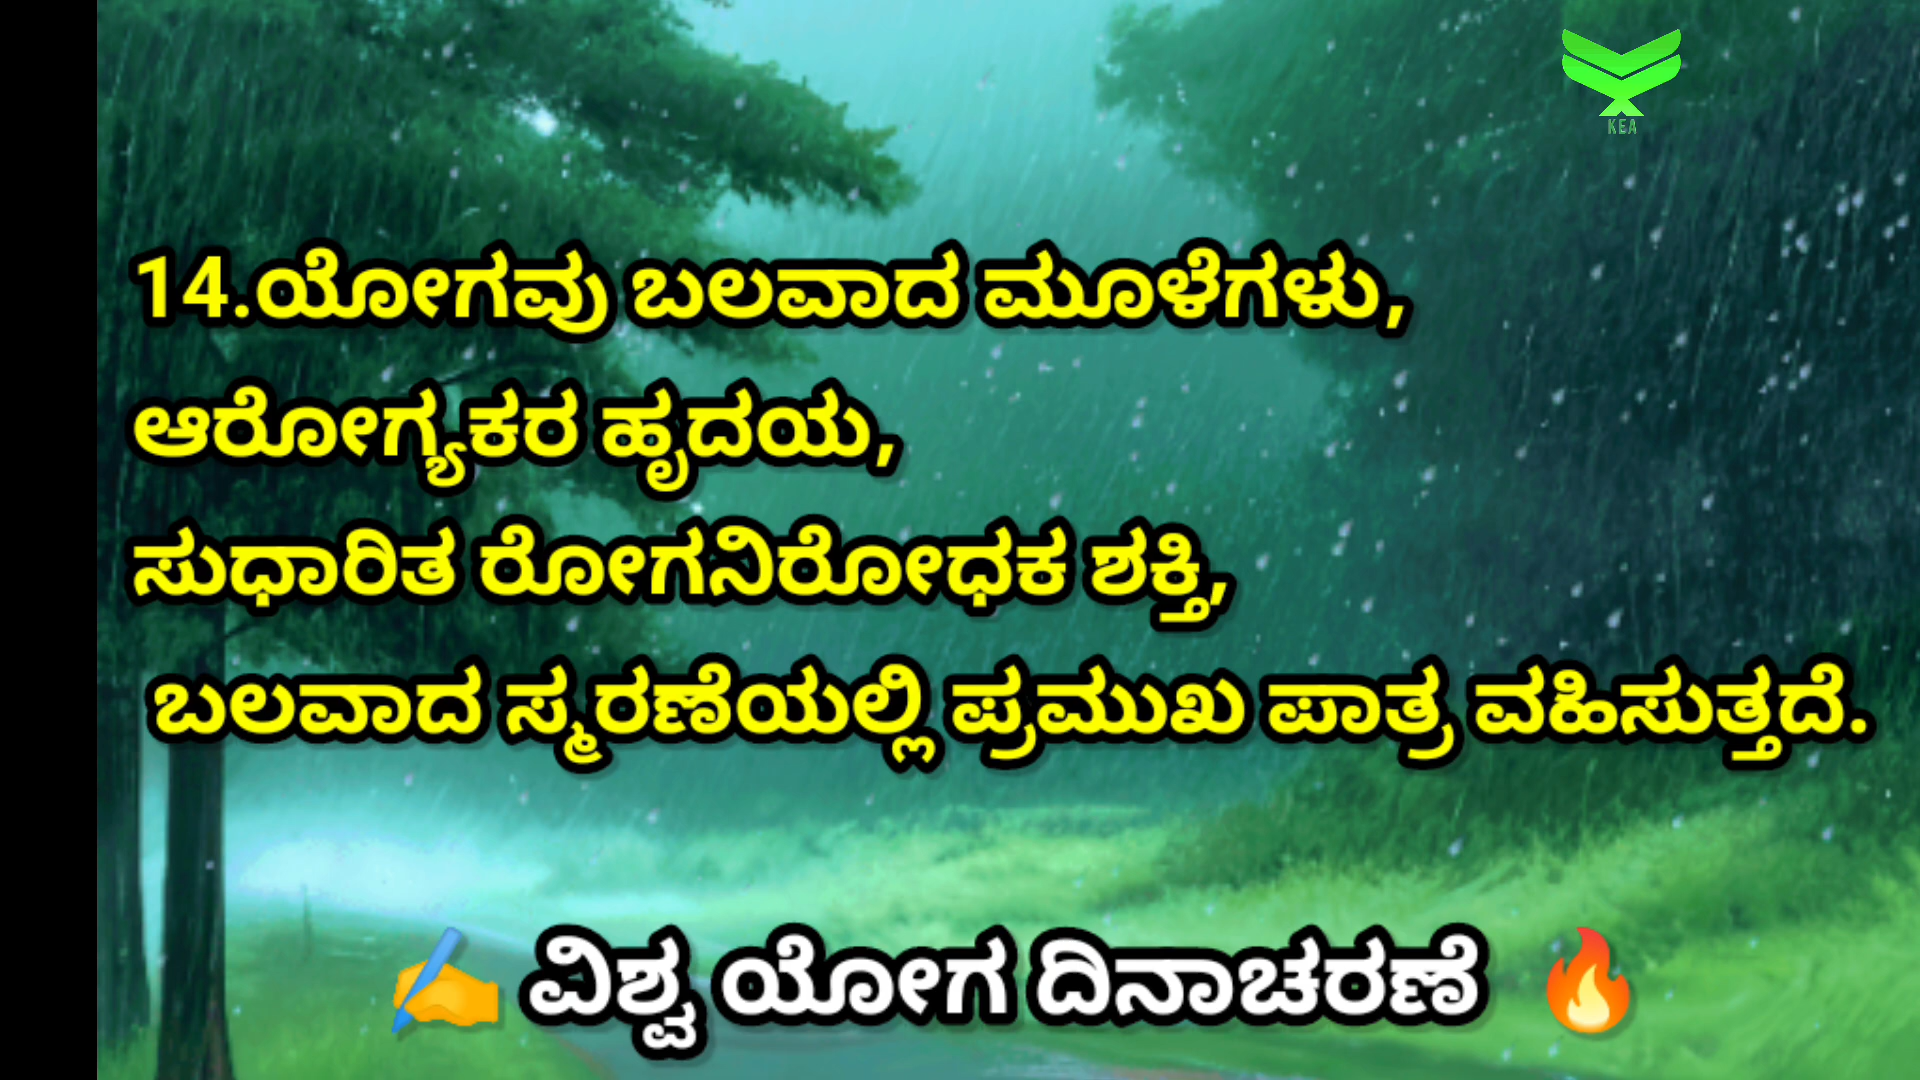 KEA
14.ಯೋಗವು ಬಲವಾದ ಮೂಳೆಗಳು,
ಆರೋಗ್ಯಕರ ಹೃದಯ,
ಸುಧಾರಿತ ರೋಗನಿರೋಧಕ ಶಕ್ತಿ,
ಬಲವಾದ ಸ್ಮರಣೆಯಲ್ಲಿ ಪ್ರಮುಖ ಪಾತ್ರ ವಹಿಸುತ್ತದೆ.
✍️ ವಿಶ್ವ ಯೋಗ ದಿನಾಚರಣೆ 🔥